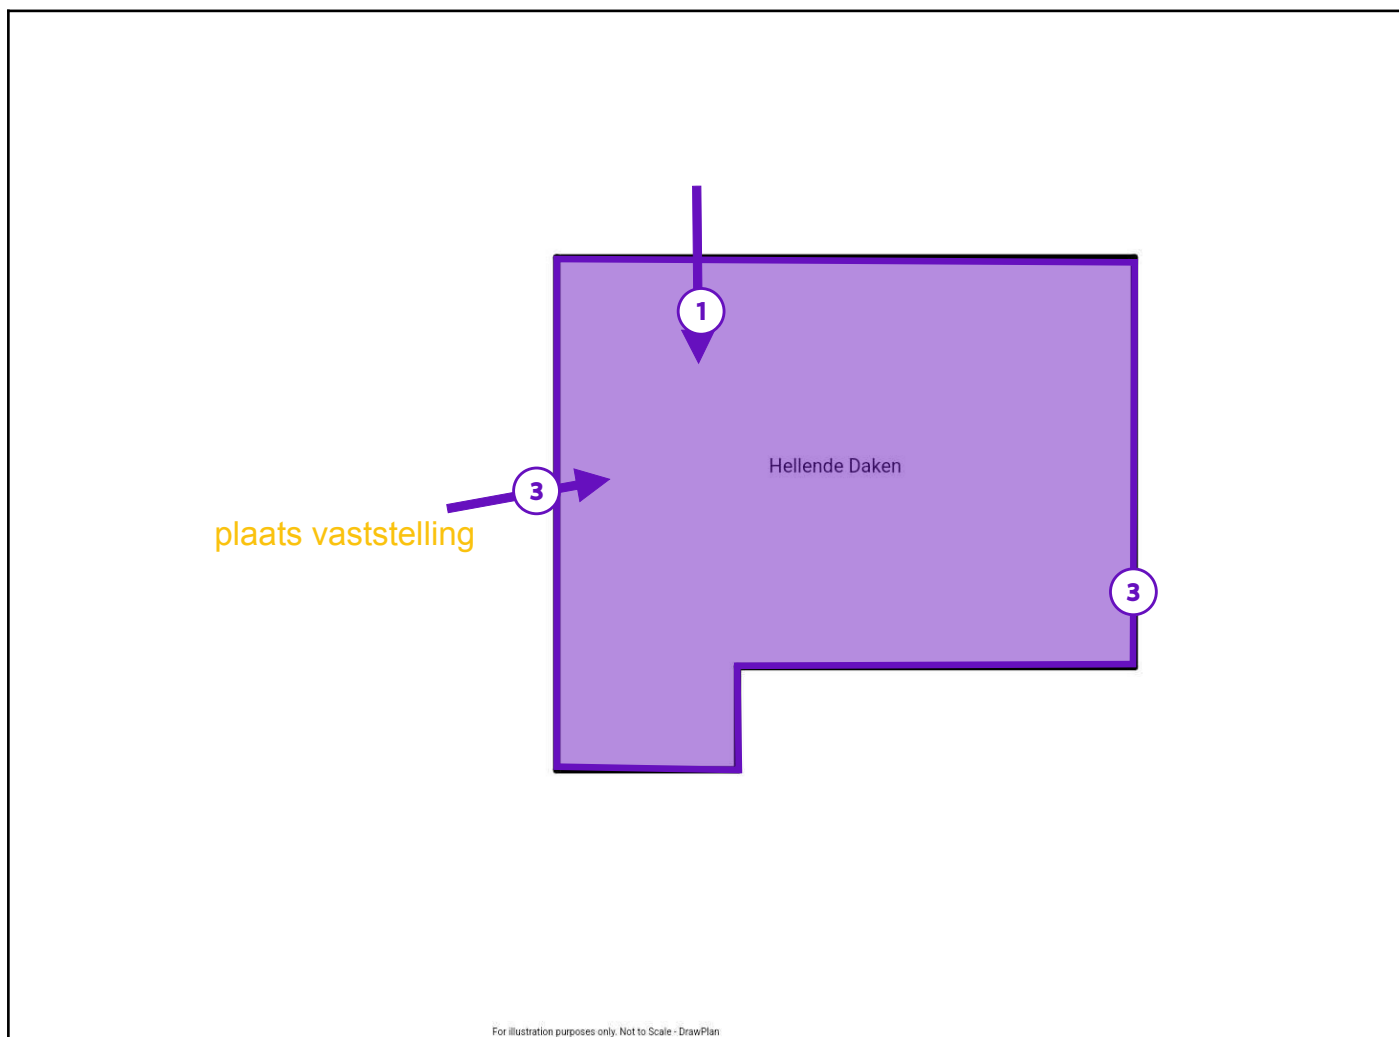 1
Hellende Daken
3
plaats vaststelling
3
For illustration purposes only. Not to Scale - DrawPlan